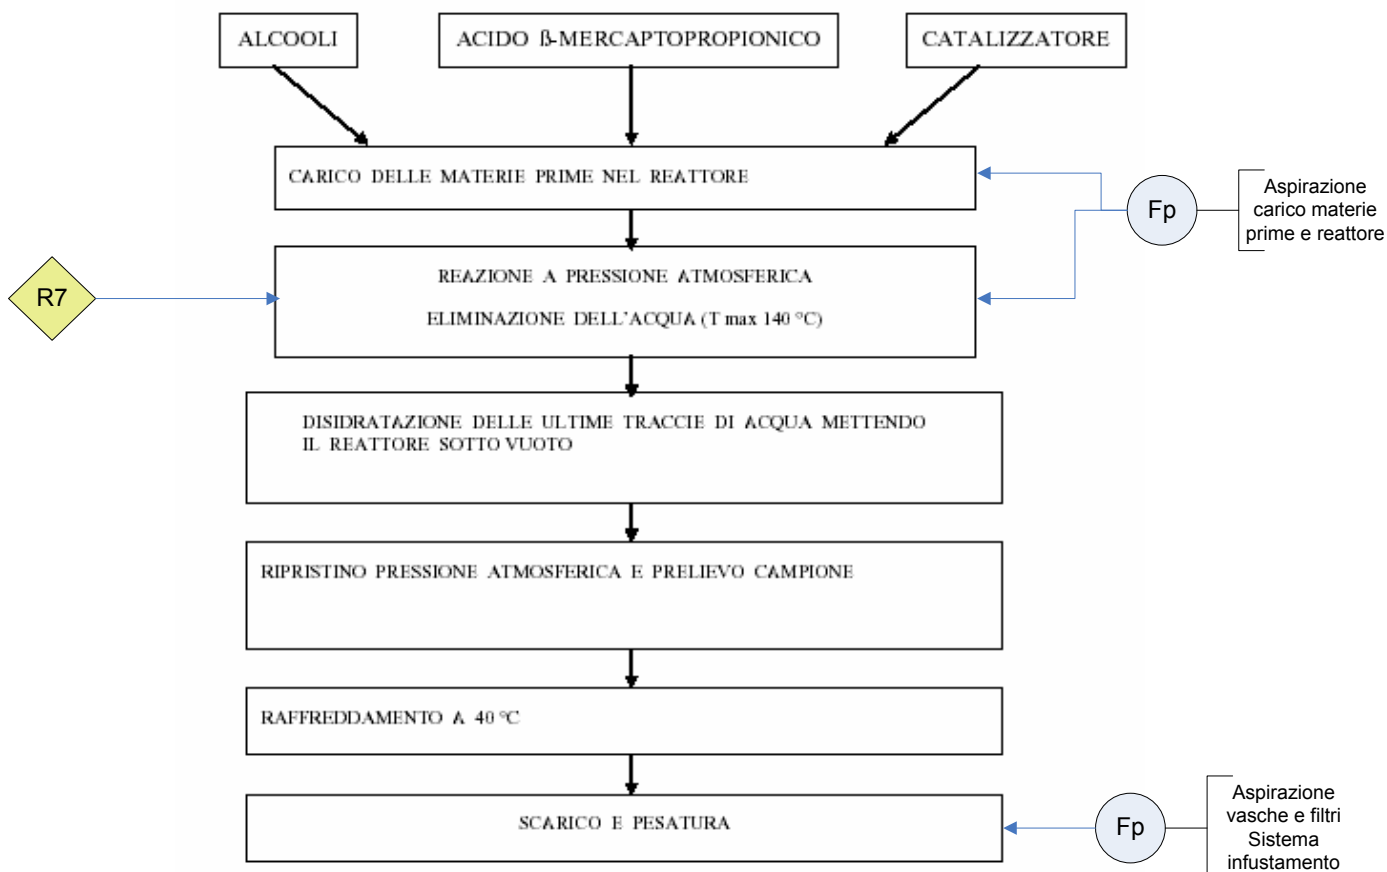 ALCOOLI
ACIDO ß-MERCAPTOPROPIONICO
CATALIZZATORE
CARICO DELLE MATERIE PRIME NEL REATTORE
Fp
Aspirazione
carico materie
prime e reattore
R7
REAZIONE A PRESSIONE ATMOSFERICA
ELIMINAZIONE DELL'ACQUA (T max 140 °C)
DISIDRATAZIONE DELLE ULTIME TRACCIE DI ACQUA METTENDO
IL REATTORE SOTTO VUOTO
RIPRISTINO PRESSIONE ATMOSFERICA E PRELIEVO CAMPIONE
RAFFREDDAMENTO A 40 °C
SCARICO E PESATURA
Fp
Aspirazione
vasche e filtri
Sistema
infustamento